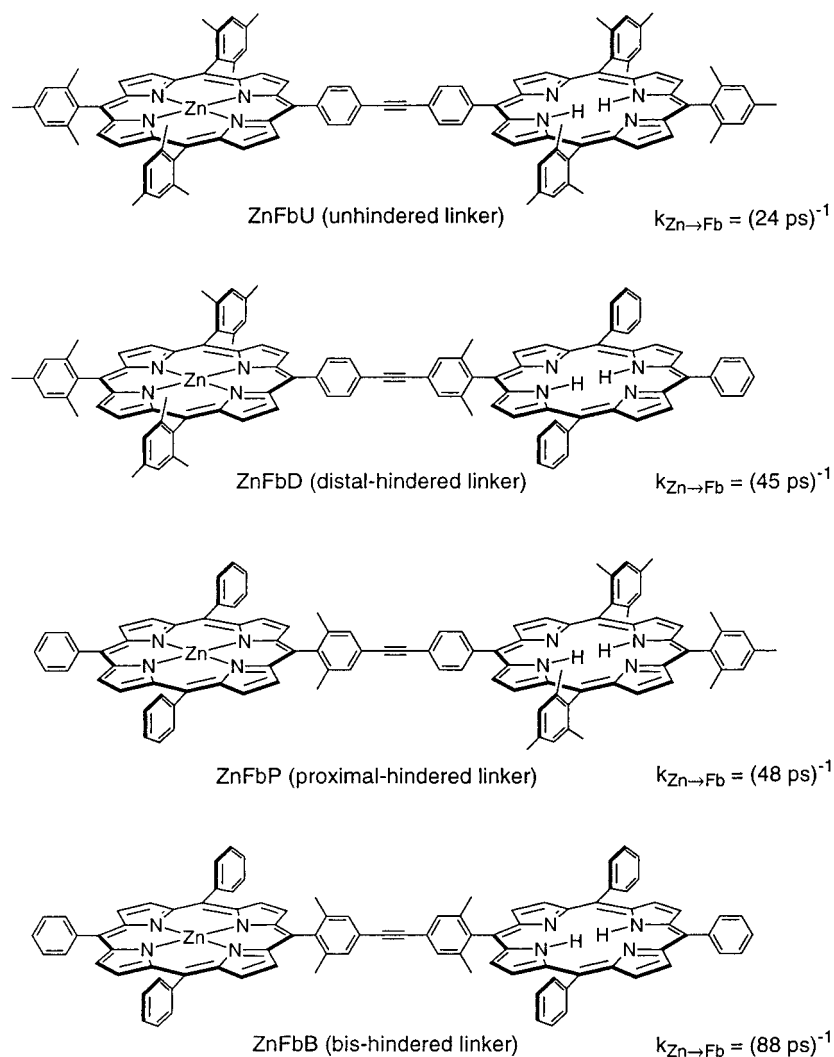 N N Zn N N N N H H N N
ZnFbU (unhindered linker) k_{Zn→Fb} = (24 ps)^{-1}
N N Zn N N N N H H N N
ZnFbD (distal-hindered linker) k_{Zn→Fb} = (45 ps)^{-1}
N N Zn N N N N H H N N
ZnFbP (proximal-hindered linker) k_{Zn→Fb} = (48 ps)^{-1}
N N Zn N N N N H H N N
ZnFbB (bis-hindered linker) k_{Zn→Fb} = (88 ps)^{-1}